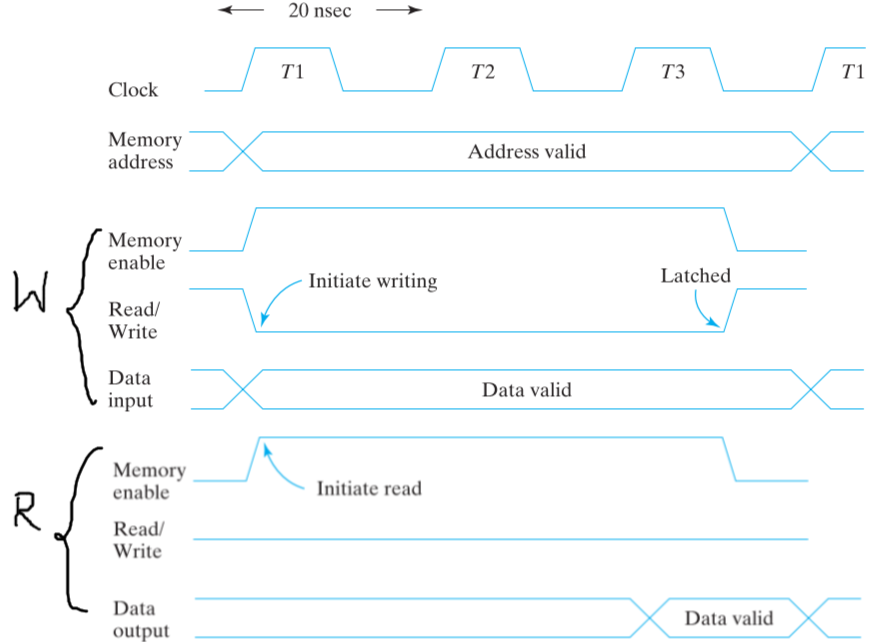 20 nsec
T1 T2 T3 T1
Clock
Memory
address
Address valid
Memory
enable
W
Initiate writing
Latched
Read/
Write
Data
input
Data valid
Memory
enable
Initiate read
R
Read/
Write
Data
output
Data valid